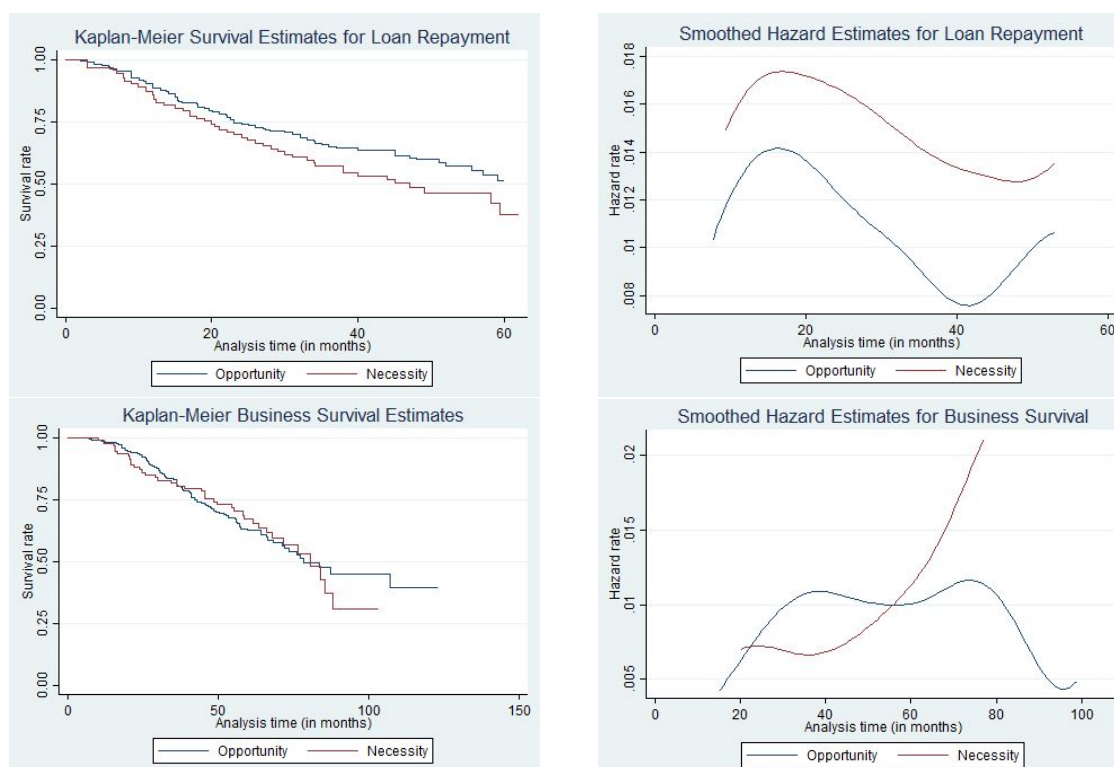 Kaplan-Meier Survival Estimates for Loan Repayment
Survival rate
1.00
0.75
0.50
0.25
0.00
0 20 40 60
Analysis time (in months)
Opportunity Necessity
Smoothed Hazard Estimates for Loan Repayment
Hazard rate
.018
.016
.014
.012
.01
.008
0 20 40 60
Analysis time (in months)
Opportunity Necessity
Kaplan-Meier Business Survival Estimates
Survival rate
1.00
0.75
0.50
0.25
0.00
0 50 100 150
Analysis time (in months)
Opportunity Necessity
Smoothed Hazard Estimates for Business Survival
Hazard rate
.02
.015
.01
.005
0 20 40 60 80 100
Analysis time (in months)
Opportunity Necessity